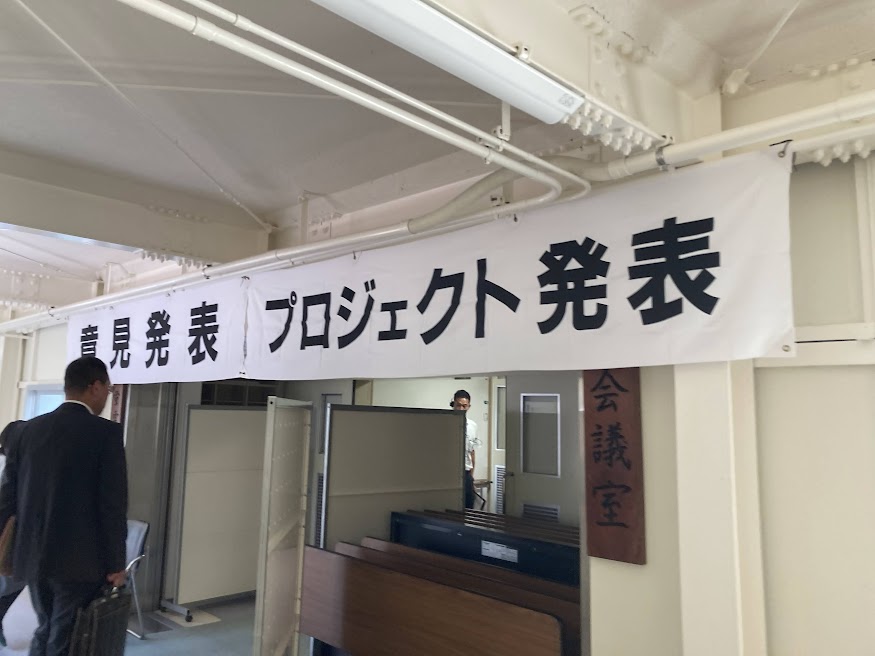 意見発表 プロジェクト発表
会議室